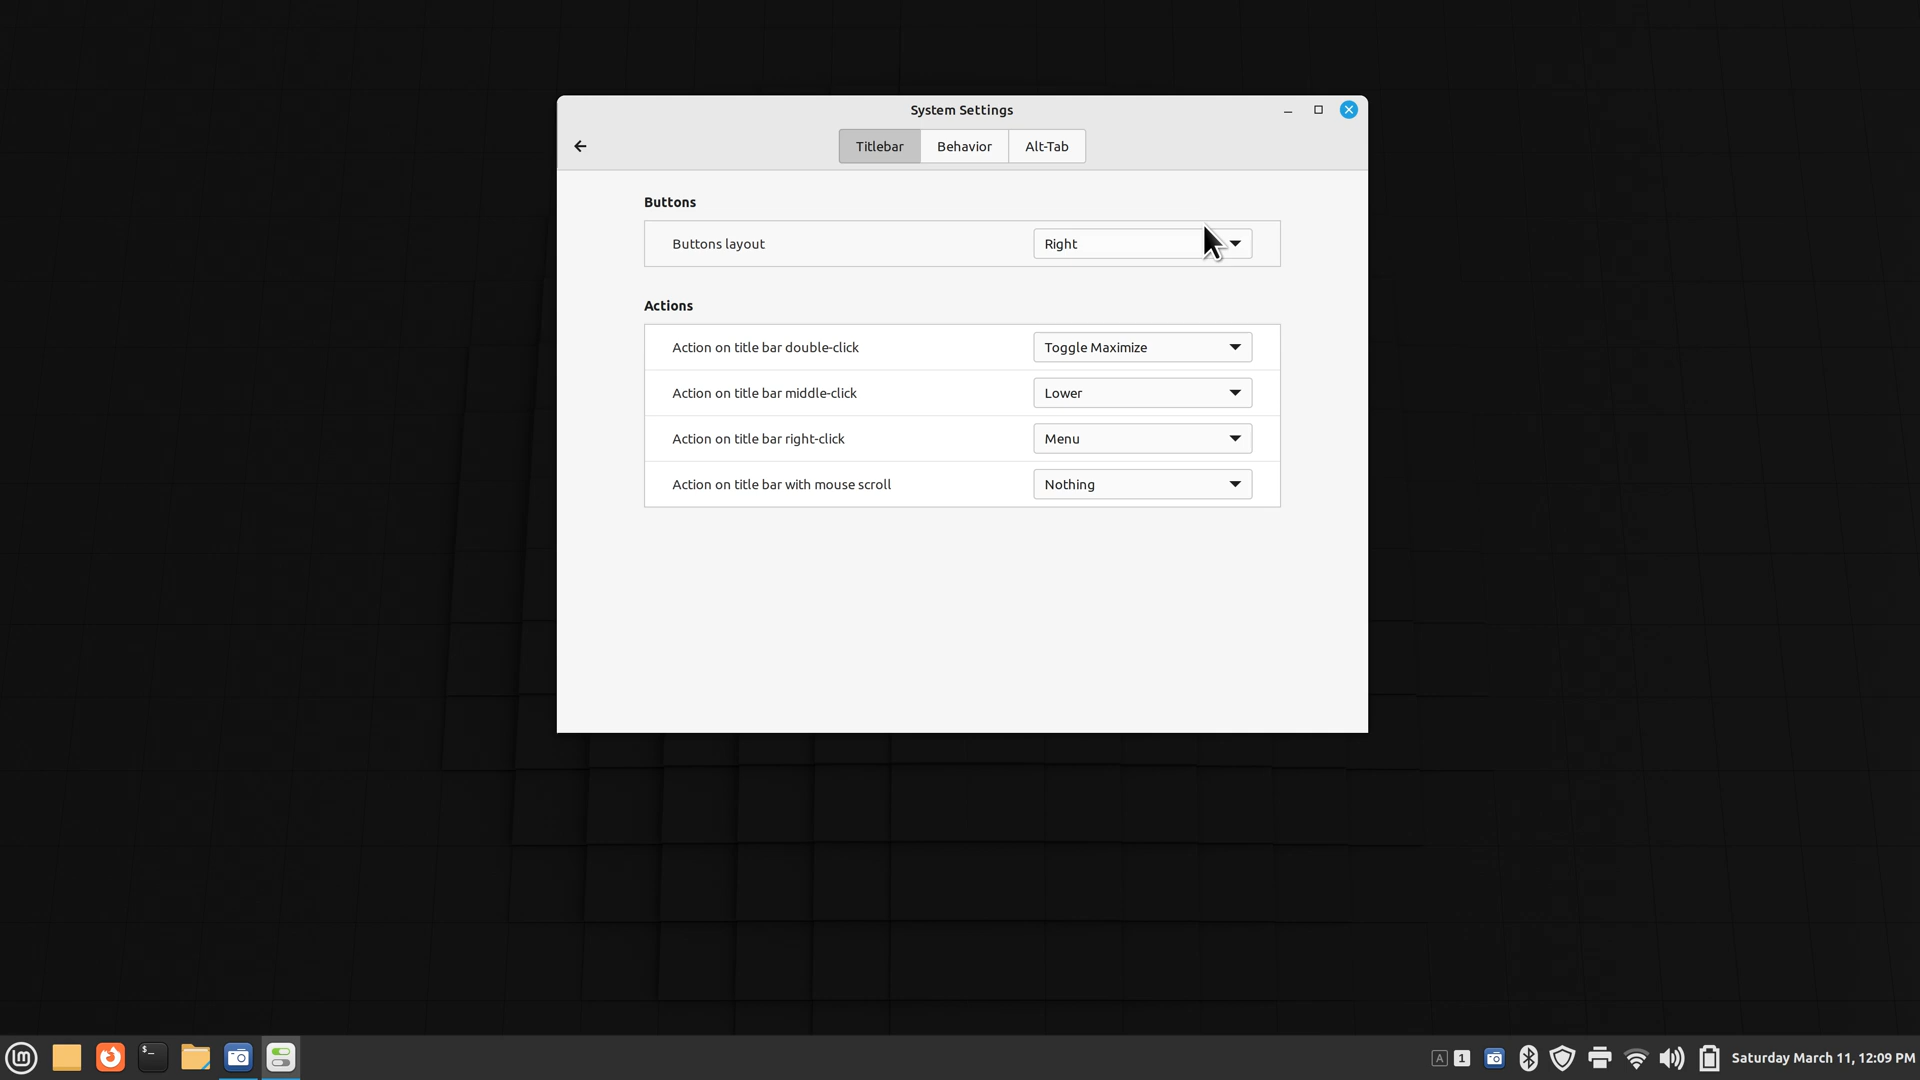 System Settings
Titlebar
Behavior
Alt-Tab
Buttons
Buttons layout
Right
Actions
Action on title bar double-click
Toggle Maximize
Action on title bar middle-click
Lower
Action on title bar right-click
Menu
Action on title bar with mouse scroll
Nothing
$_
A
1
Saturday March 11, 12:09 PM